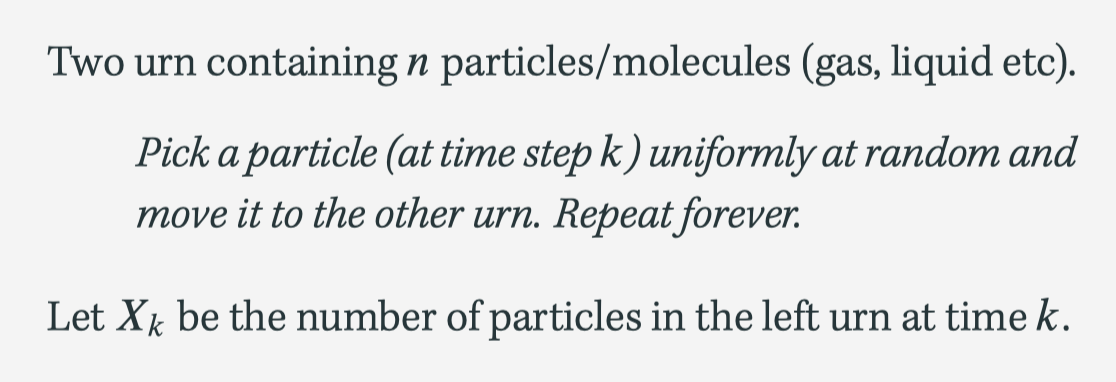 Two urn containing n particles/molecules (gas, liquid etc).
Pick a particle (at time step k) uniformly at random and
move it to the other urn. Repeat forever.
Let Xₖ be the number of particles in the left urn at time k.